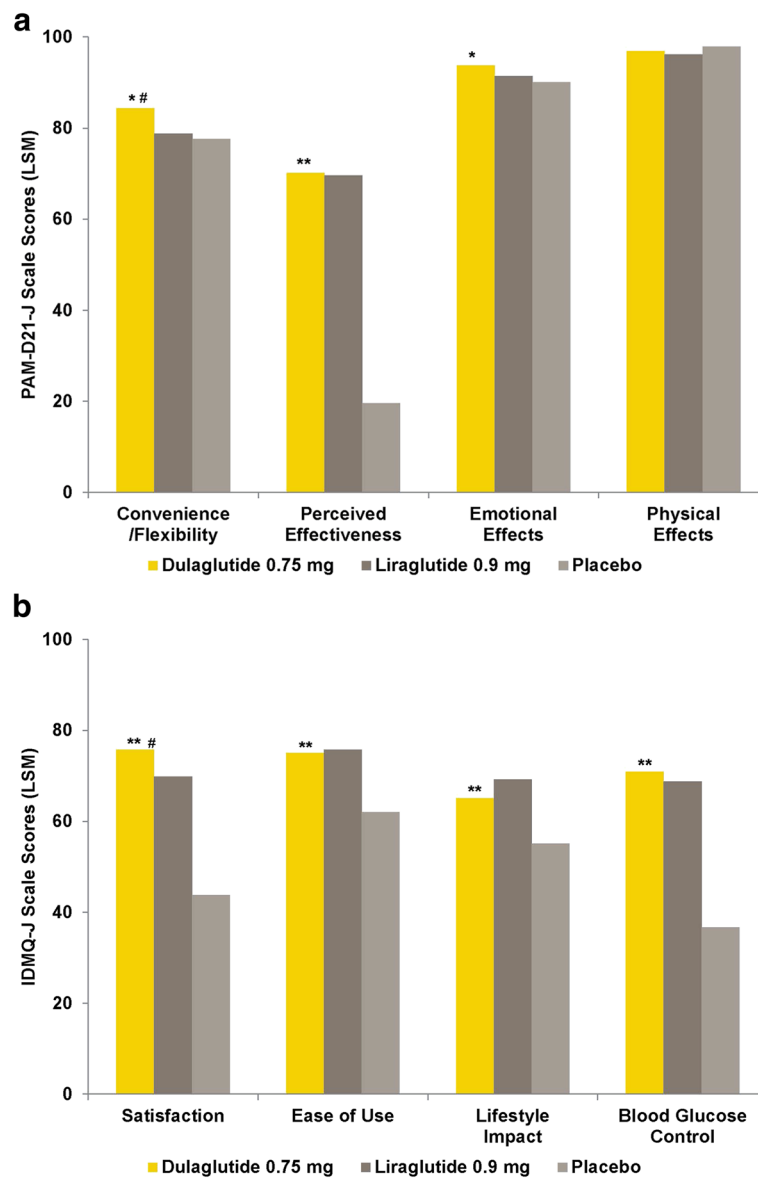 a
PAM-D21-J Scale Scores (LSM)
100
80
60
40
20
0
* #
**
*
Convenience
/Flexibility
Perceived
Effectiveness
Emotional
Effects
Physical
Effects
Dulaglutide 0.75 mg Liraglutide 0.9 mg Placebo
b
IDMQ-J Scale Scores (LSM)
100
80
60
40
20
0
** #
**
**
**
Satisfaction
Ease of Use
Lifestyle
Impact
Blood Glucose
Control
Dulaglutide 0.75 mg Liraglutide 0.9 mg Placebo